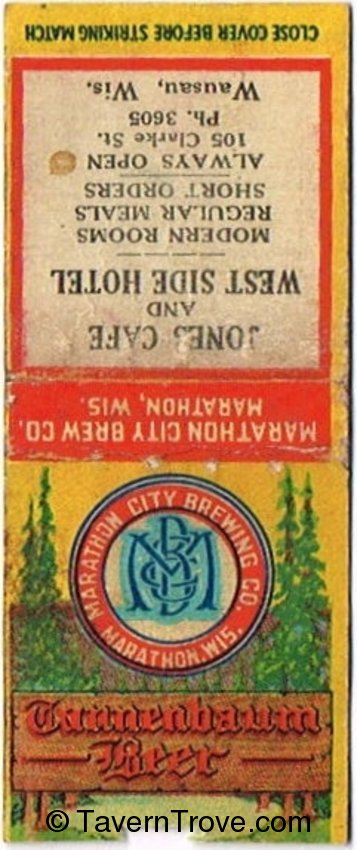 CLOSE COVER BEFORE STRIKING MATCH
JONES CAFE
AND
WEST SIDE HOTEL
MODERN ROOMS
REGULAR MEALS
SHORT ORDERS
ALWAYS OPEN
105 Clarke St.
Ph. 3605
Wausau, Wis.
MARATHON CITY BREW CO.
MARATHON, WIS.
MARATHON CITY BREWING CO.
MBC
MARATHON, WIS.
Tannenbaum
Beer
© TavernTrove.com